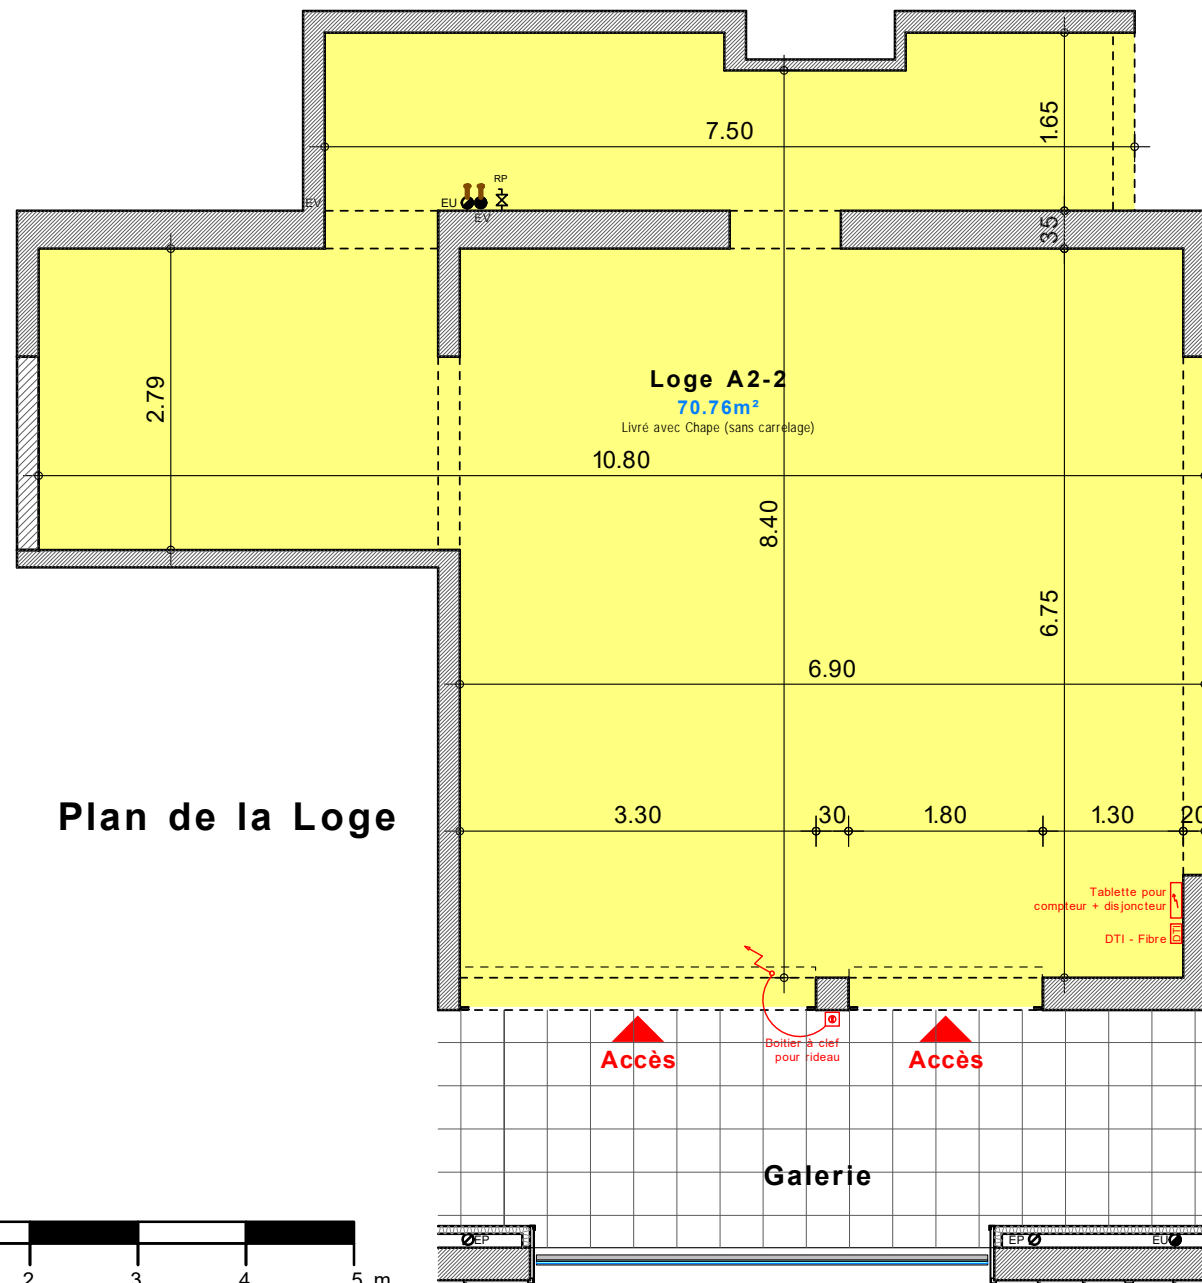 7.50
1.65
RP
EV
EU
EV
35
Loge A2-2
70.76m²
Livré avec Chape (sans carrelage)
2.79
10.80
8.40
6.75
6.90
Plan de la Loge
3.30
30
1.80
1.30
20
Tablette pour
compteur + disjoncteur
DTI - Fibre
DTI
Boitier à clef
pour rideau
Accès
Accès
Galerie
EP
EP
EU
2
3
4
5 m